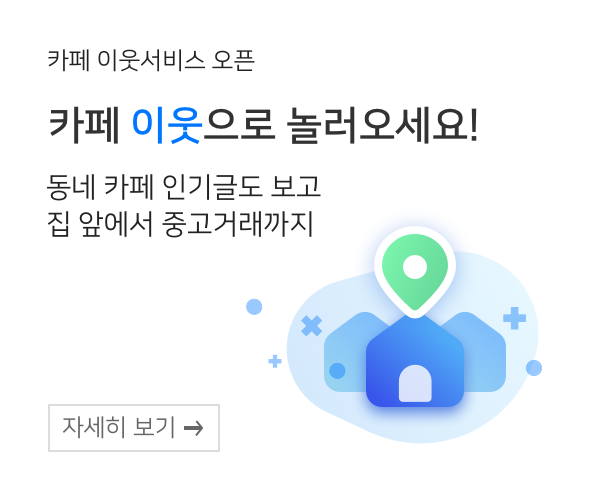 카페 이웃서비스 오픈
카페 이웃으로 놀러오세요!
동네 카페 인기글도 보고
집 앞에서 중고거래까지
자세히 보기 →